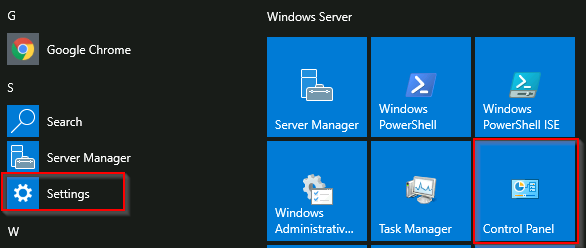 G
Google Chrome
S
Search
Server Manager
Settings
W
Windows Server
Server Manager
Windows
PowerShell
Windows
PowerShell ISE
Windows
Administrativ...
Task Manager
Control Panel